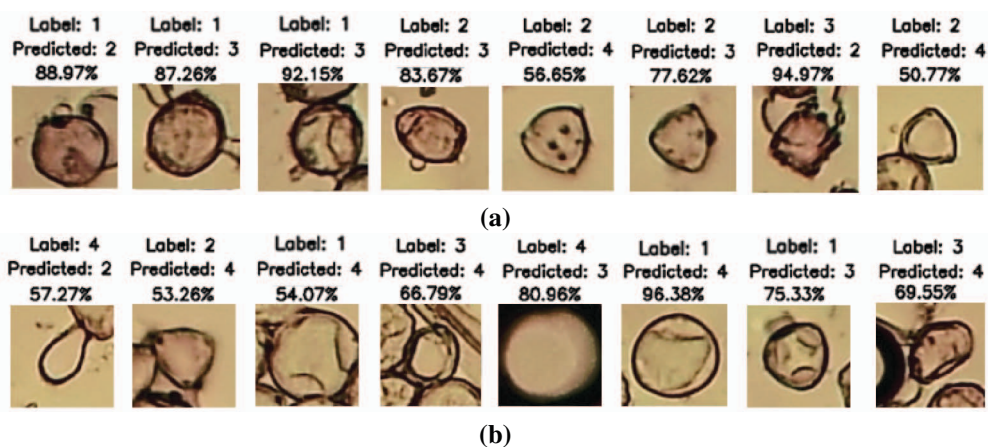 Label: 1 Label: 1 Label: 1 Label: 2 Label: 2 Label: 2 Label: 3 Label: 2
Predicted: 2 Predicted: 3 Predicted: 3 Predicted: 3 Predicted: 4 Predicted: 3 Predicted: 2 Predicted: 4
88.97% 87.26% 92.15% 83.67% 56.65% 77.62% 94.97% 50.77%
(a)
Label: 4 Label: 2 Label: 1 Label: 3 Label: 4 Label: 1 Label: 1 Label: 3
Predicted: 2 Predicted: 4 Predicted: 4 Predicted: 4 Predicted: 3 Predicted: 4 Predicted: 3 Predicted: 4
57.27% 53.26% 54.07% 66.79% 80.96% 96.38% 75.33% 69.55%
(b)